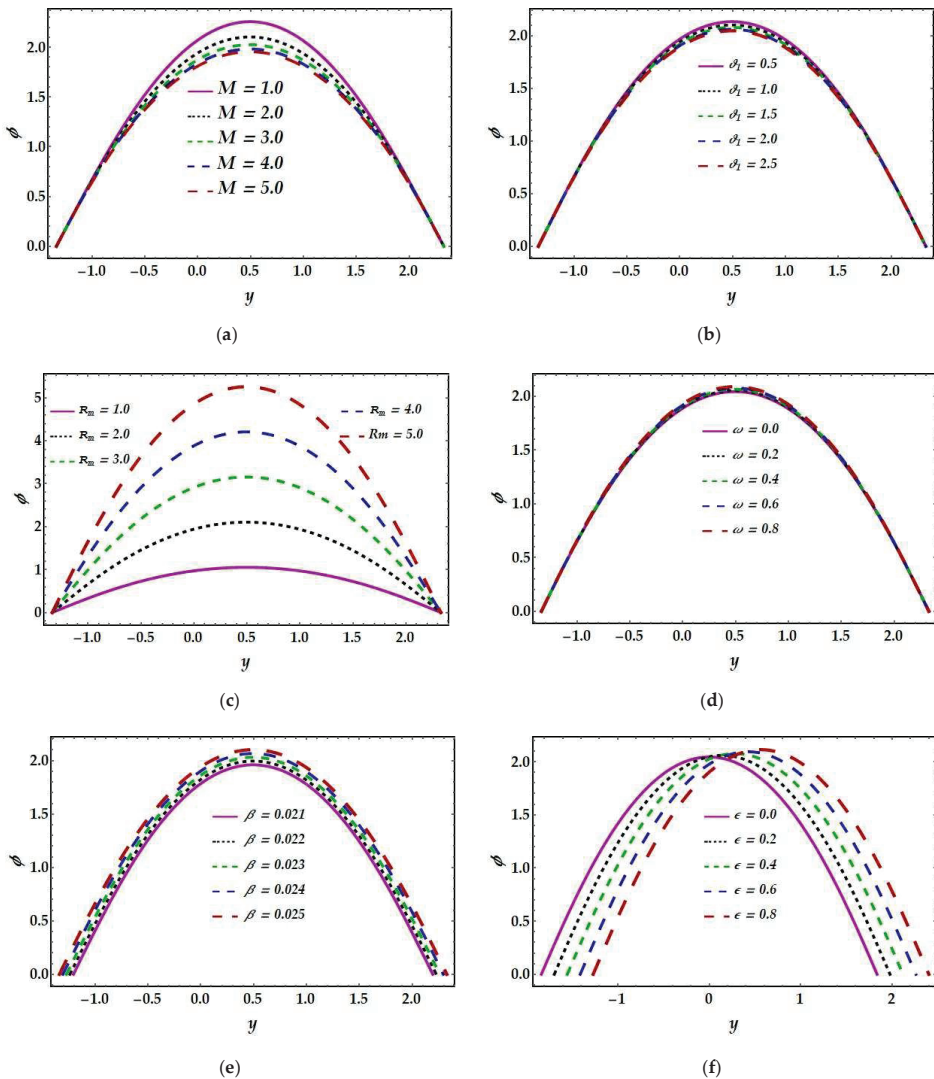 2.0
1.5
1.0
0.5
0.0
ϕ
M = 1.0
M = 2.0
M = 3.0
M = 4.0
M = 5.0
−1.0 −0.5 0.0 0.5 1.0 1.5 2.0
y
(a)
2.0
1.5
1.0
0.5
0.0
ϕ
ϑ1 = 0.5
ϑ1 = 1.0
ϑ1 = 1.5
ϑ1 = 2.0
ϑ1 = 2.5
−1.0 −0.5 0.0 0.5 1.0 1.5 2.0
y
(b)
5
4
3
2
1
0
ϕ
Rm = 1.0
Rm = 2.0
Rm = 3.0
Rm = 4.0
Rm = 5.0
−1.0 −0.5 0.0 0.5 1.0 1.5 2.0
y
(c)
2.0
1.5
1.0
0.5
0.0
ϕ
ω = 0.0
ω = 0.2
ω = 0.4
ω = 0.6
ω = 0.8
−1.0 −0.5 0.0 0.5 1.0 1.5 2.0
y
(d)
2.0
1.5
1.0
0.5
0.0
ϕ
β = 0.021
β = 0.022
β = 0.023
β = 0.024
β = 0.025
−1.0 −0.5 0.0 0.5 1.0 1.5 2.0
y
(e)
2.0
1.5
1.0
0.5
0.0
ϕ
ϵ = 0.0
ϵ = 0.2
ϵ = 0.4
ϵ = 0.6
ϵ = 0.8
−1 0 1 2
y
(f)